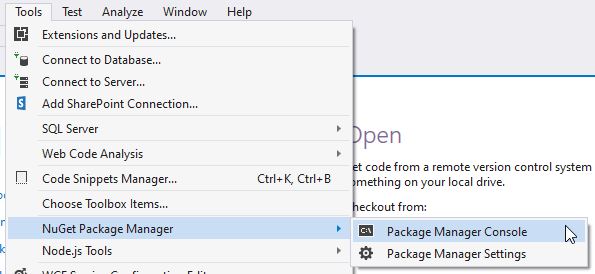 Tools Test Analyze Window Help
Extensions and Updates...
Connect to Database...
Connect to Server...
Add SharePoint Connection...
SQL Server
Web Code Analysis
Code Snippets Manager... Ctrl+K, Ctrl+B
Choose Toolbox Items...
NuGet Package Manager
Node.js Tools
Open
et code from a remote version control system
omething on your local drive.
heckout from:
C:\
Package Manager Console
Package Manager Settings